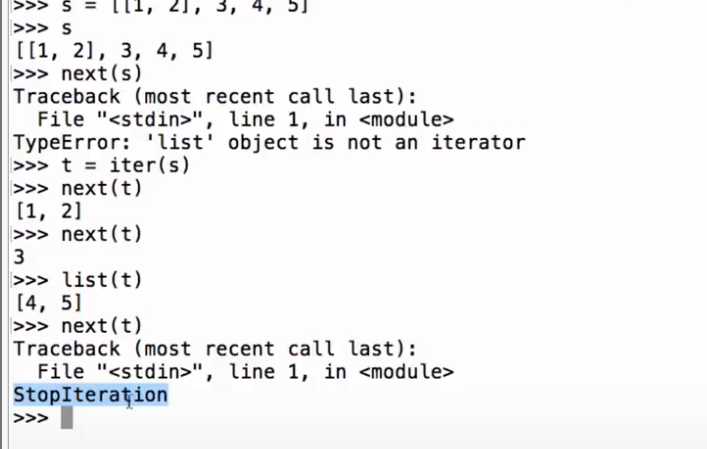 >>> s = [[1, 2], 3, 4, 5]
>>> s
[[1, 2], 3, 4, 5]
>>> next(s)
Traceback (most recent call last):
  File "<stdin>", line 1, in <module>
TypeError: 'list' object is not an iterator
>>> t = iter(s)
>>> next(t)
[1, 2]
>>> next(t)
3
>>> list(t)
[4, 5]
>>> next(t)
Traceback (most recent call last):
  File "<stdin>", line 1, in <module>
StopIteration
>>>